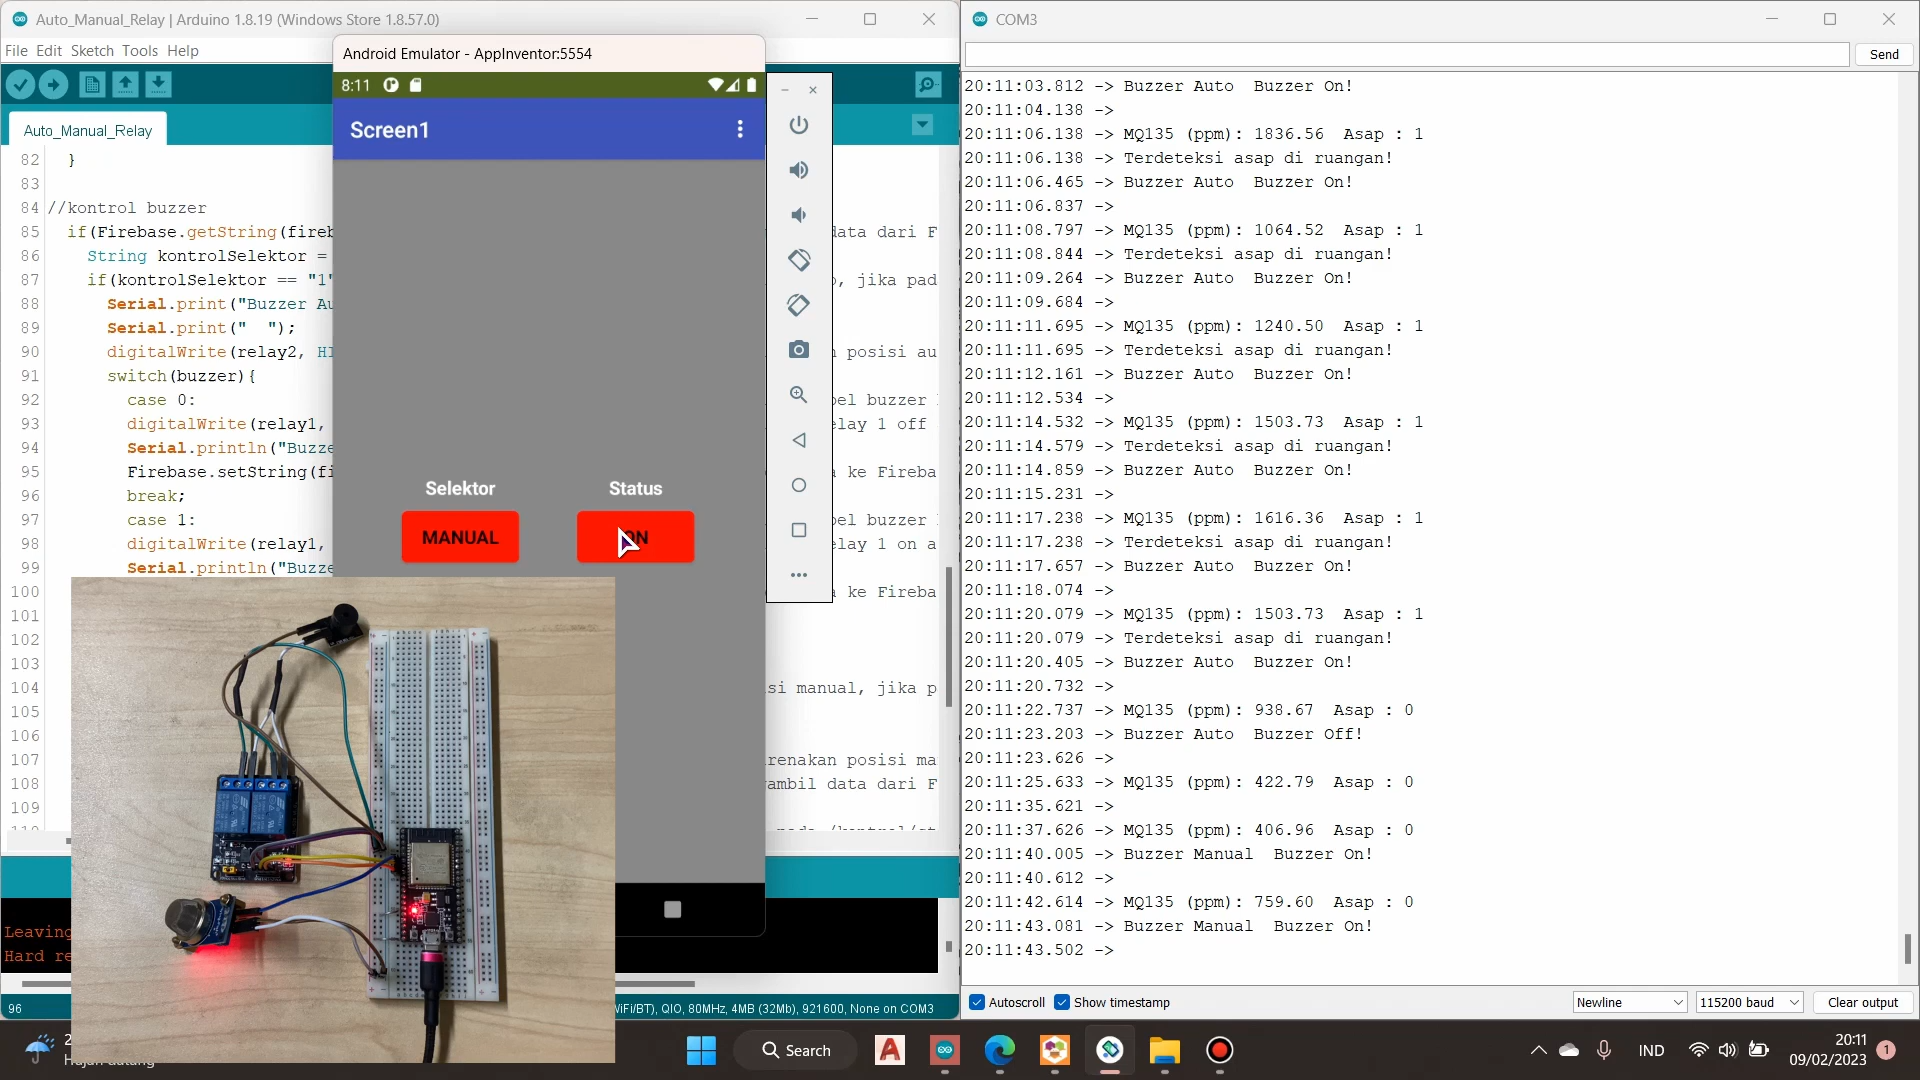 Auto_Manual_Relay | Arduino 1.8.19 (Windows Store 1.8.57.0)
File Edit Sketch Tools Help
Auto_Manual_Relay
82 }
83
84 //kontrol buzzer
85 if(Firebase.getString(fireb
data dari F
86 String kontrolSelektor =
87 if(kontrolSelektor == "1"
, jika pad
88 Serial.print("Buzzer Au
89 Serial.print("  ");
90 digitalWrite(relay2, HI
posisi au
91 switch(buzzer){
92 case 0:
buzzer
93 digitalWrite(relay1,
elay 1 off
94 Serial.println("Buzze
95 Firebase.setString(fi
ke Fireba
96 break;
97 case 1:
buzzer
98 digitalWrite(relay1,
elay 1 on a
99 Serial.println("Buzze
100
ke Fireba
101
102
103
104
si manual, jika p
105
106
107
renakan posisi ma
108
ambil data dari F
109
Leaving
Hard re
96
WiFi/BT), QIO, 80MHz, 4MB (32Mb), 921600, None on COM3
Android Emulator - AppInventor:5554
8:11
Screen1
Selektor Status
MANUAL ON
COM3
Send
20:11:03.812 -> Buzzer Auto  Buzzer On!
20:11:04.138 ->
20:11:06.138 -> MQ135 (ppm): 1836.56  Asap : 1
20:11:06.138 -> Terdeteksi asap di ruangan!
20:11:06.465 -> Buzzer Auto  Buzzer On!
20:11:06.837 ->
20:11:08.797 -> MQ135 (ppm): 1064.52  Asap : 1
20:11:08.844 -> Terdeteksi asap di ruangan!
20:11:09.264 -> Buzzer Auto  Buzzer On!
20:11:09.684 ->
20:11:11.695 -> MQ135 (ppm): 1240.50  Asap : 1
20:11:11.695 -> Terdeteksi asap di ruangan!
20:11:12.161 -> Buzzer Auto  Buzzer On!
20:11:12.534 ->
20:11:14.532 -> MQ135 (ppm): 1503.73  Asap : 1
20:11:14.579 -> Terdeteksi asap di ruangan!
20:11:14.859 -> Buzzer Auto  Buzzer On!
20:11:15.231 ->
20:11:17.238 -> MQ135 (ppm): 1616.36  Asap : 1
20:11:17.238 -> Terdeteksi asap di ruangan!
20:11:17.657 -> Buzzer Auto  Buzzer On!
20:11:18.074 ->
20:11:20.079 -> MQ135 (ppm): 1503.73  Asap : 1
20:11:20.079 -> Terdeteksi asap di ruangan!
20:11:20.405 -> Buzzer Auto  Buzzer On!
20:11:20.732 ->
20:11:22.737 -> MQ135 (ppm): 938.67  Asap : 0
20:11:23.203 -> Buzzer Auto  Buzzer Off!
20:11:23.626 ->
20:11:25.633 -> MQ135 (ppm): 422.79  Asap : 0
20:11:35.621 ->
20:11:37.626 -> MQ135 (ppm): 406.96  Asap : 0
20:11:40.005 -> Buzzer Manual  Buzzer On!
20:11:40.612 ->
20:11:42.614 -> MQ135 (ppm): 759.60  Asap : 0
20:11:43.081 -> Buzzer Manual  Buzzer On!
20:11:43.502 ->
Autoscroll Show timestamp Newline 115200 baud Clear output
Search IND 20:11
09/02/2023 1